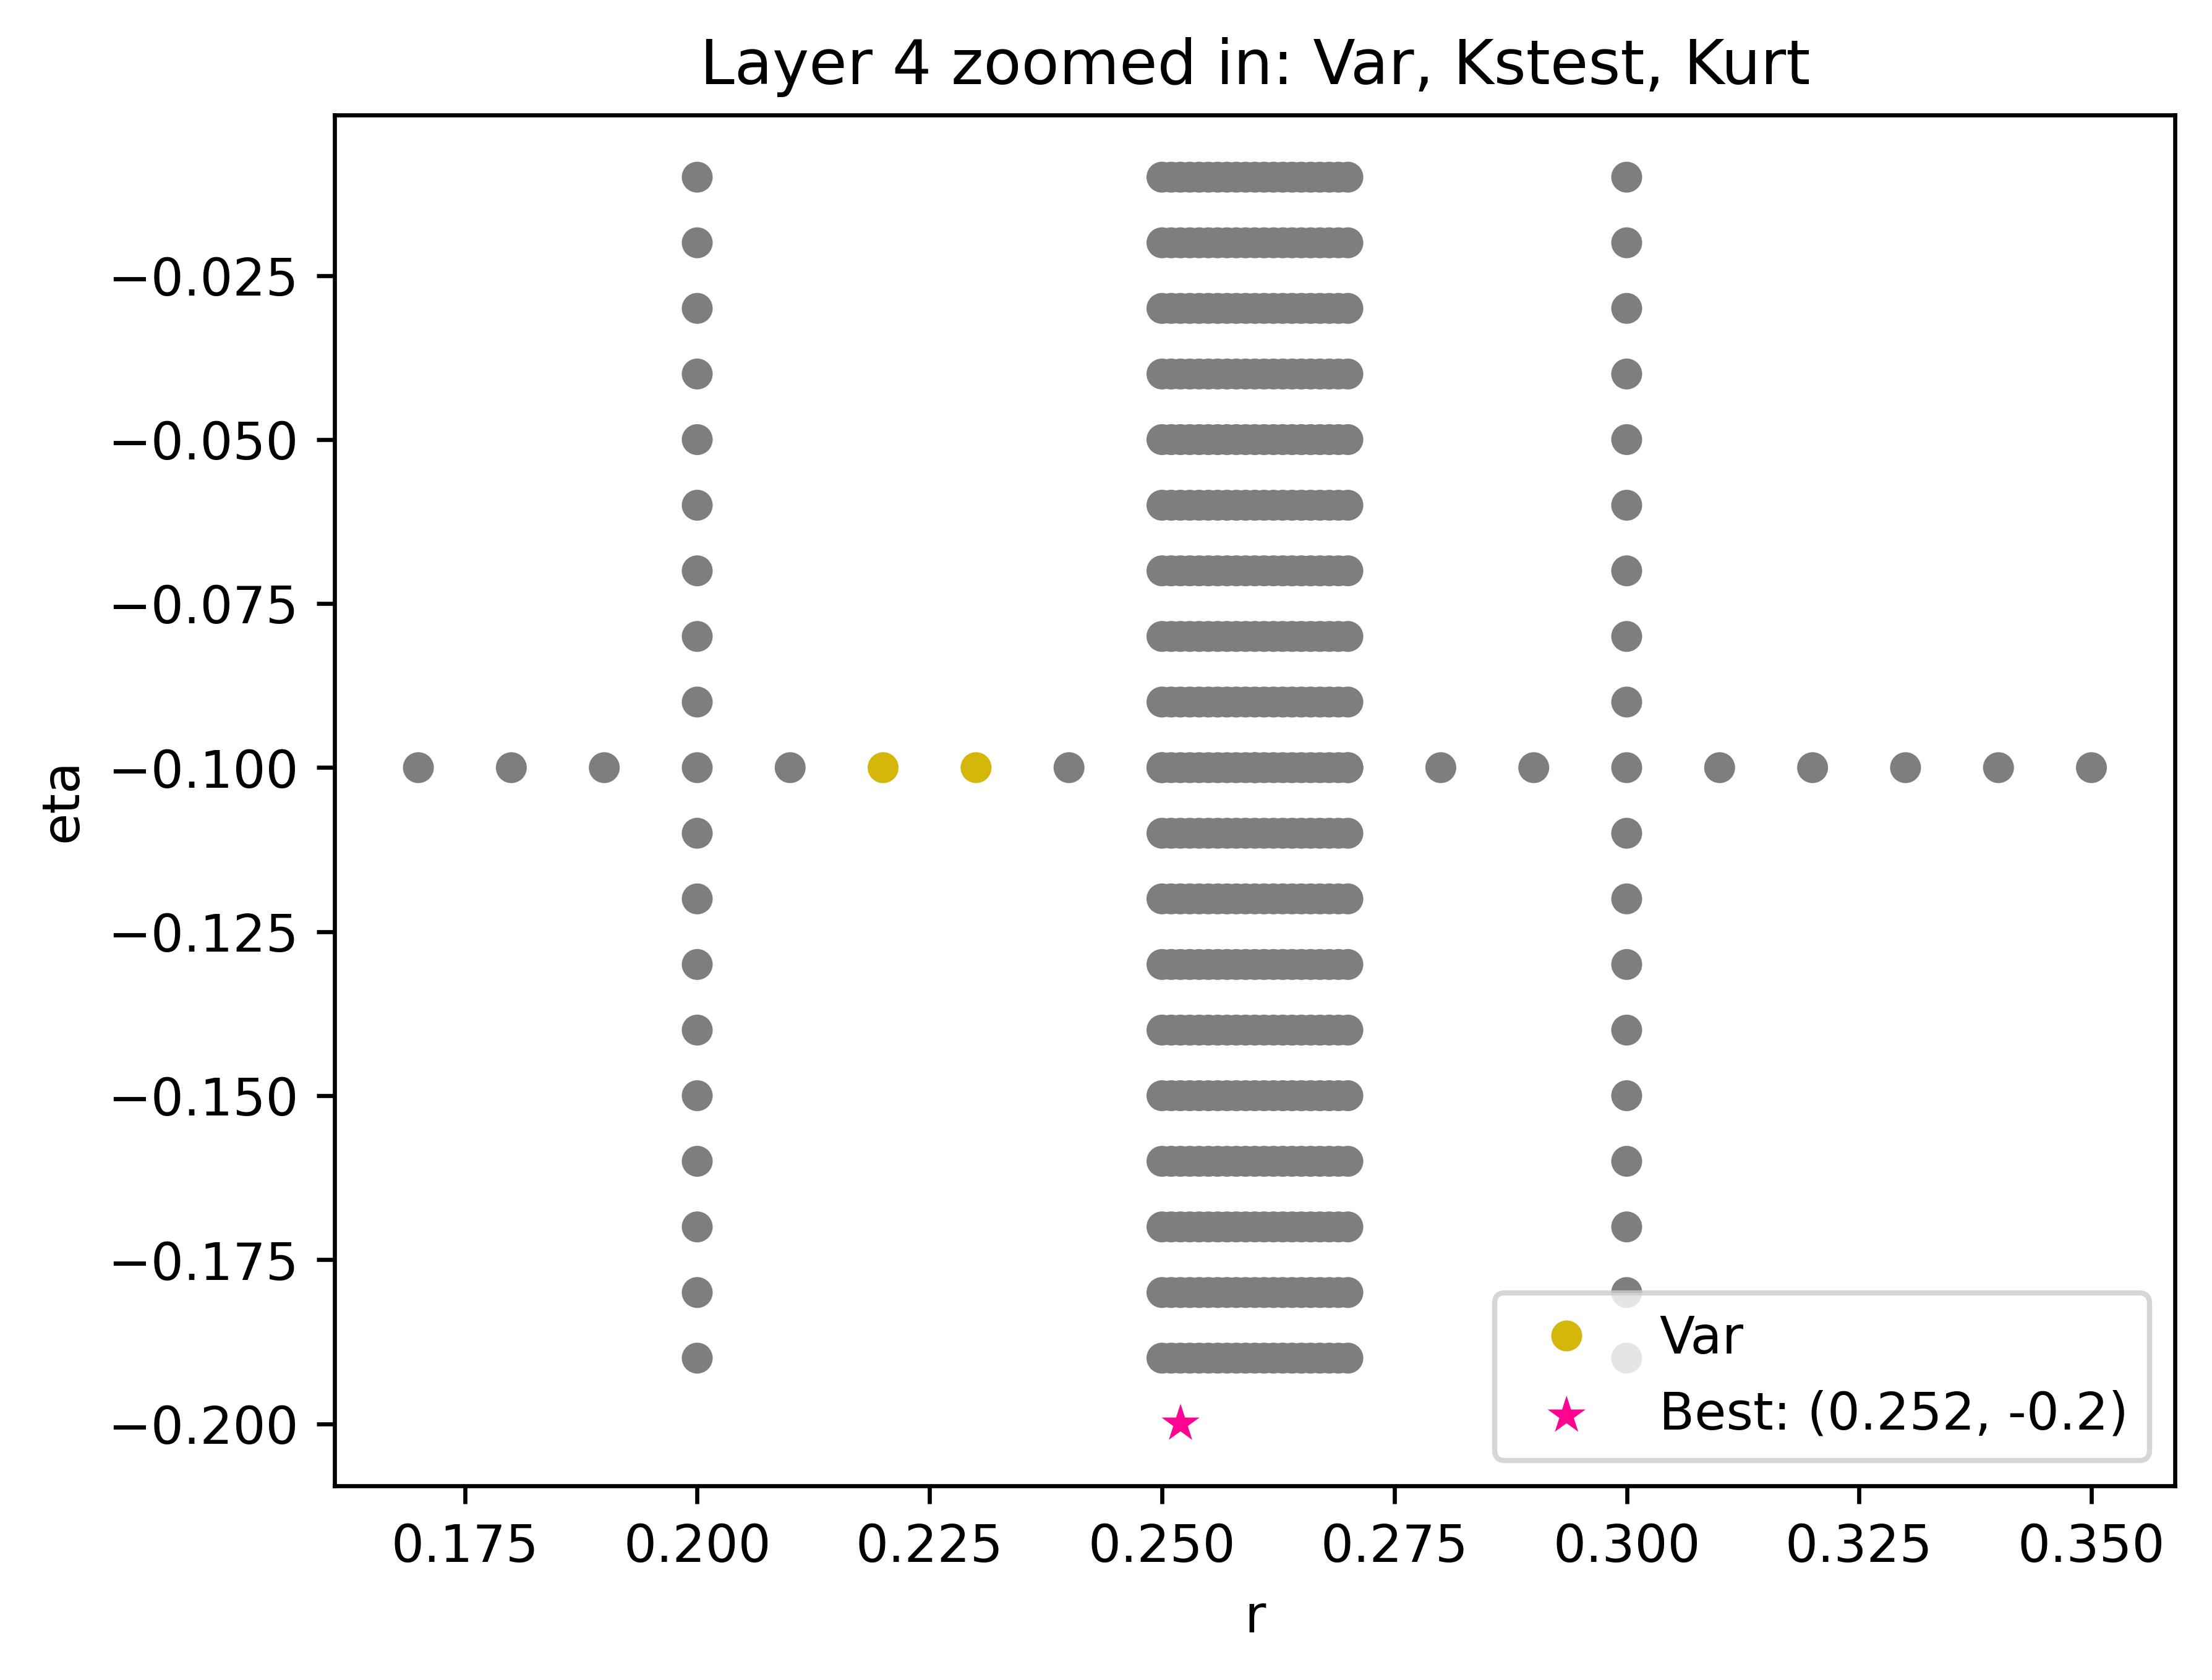 Layer 4 zoomed in: Var, Kstest, Kurt
−0.025
−0.050
−0.075
−0.100
−0.125
−0.150
−0.175
−0.200
eta
Var
Best: (0.252, -0.2)
0.175 0.200 0.225 0.250 0.275 0.300 0.325 0.350
r